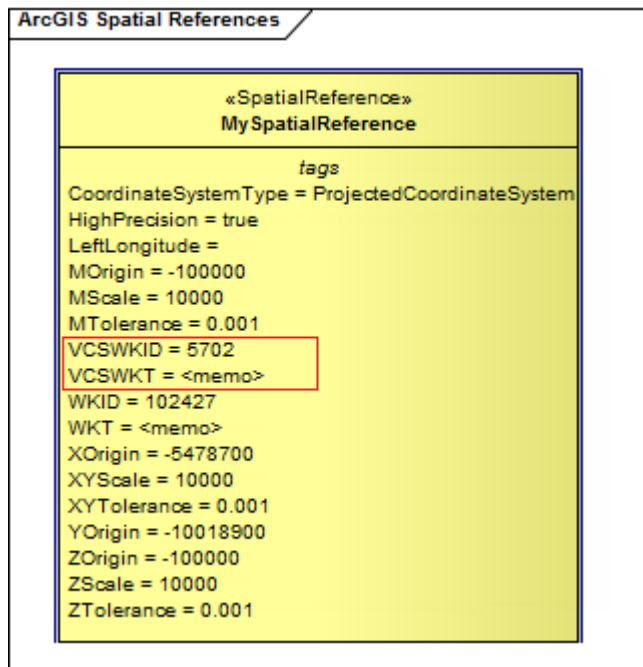 ArcGIS Spatial References
«SpatialReference»
MySpatialReference
tags
CoordinateSystemType = ProjectedCoordinateSystem
HighPrecision = true
LeftLongitude =
MOrigin = -100000
MScale = 10000
MTolerance = 0.001
VCSWKID = 5702
VCSWKT = <memo>
WKID = 102427
WKT = <memo>
XOrigin = -5478700
XYScale = 10000
XYTolerance = 0.001
YOrigin = -10018900
ZOrigin = -100000
ZScale = 10000
ZTolerance = 0.001